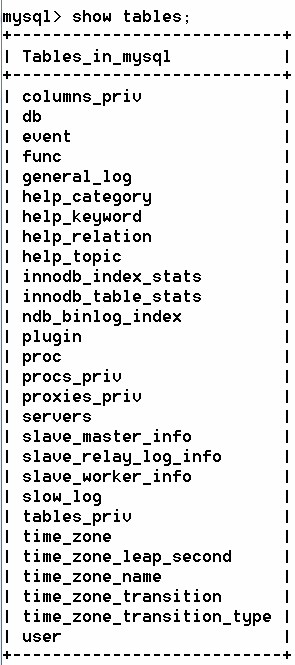 mysql> show tables;
+---------------------------+
| Tables_in_mysql           |
+---------------------------+
| columns_priv
| db
| event
| func
| general_log
| help_category
| help_keyword
| help_relation
| help_topic
| innodb_index_stats
| innodb_table_stats
| ndb_binlog_index
| plugin
| proc
| procs_priv
| proxies_priv
| servers
| slave_master_info
| slave_relay_log_info
| slave_worker_info
| slow_log
| tables_priv
| time_zone
| time_zone_leap_second
| time_zone_name
| time_zone_transition
| time_zone_transition_type |
| user
+---------------------------+